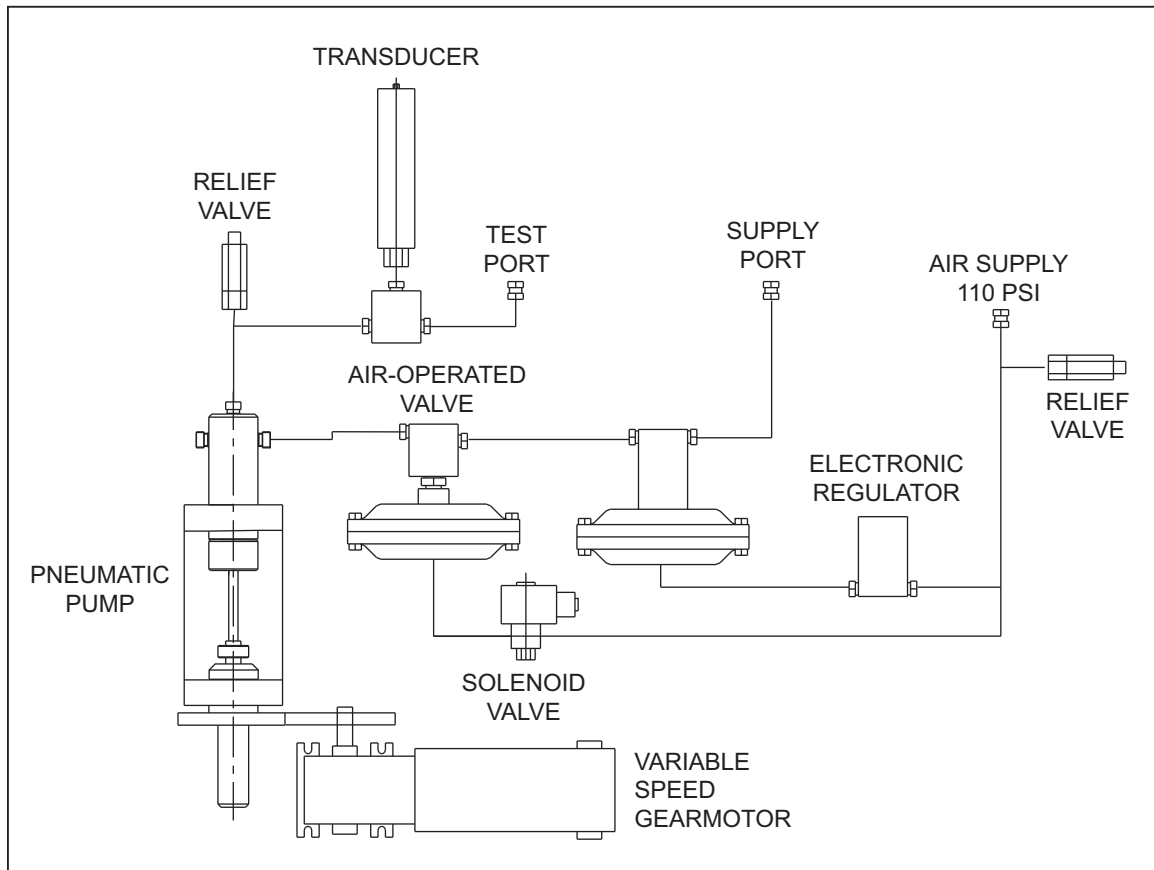 TRANSDUCER
RELIEF
VALVE
TEST
PORT
SUPPLY
PORT
AIR SUPPLY
110 PSI
AIR-OPERATED
VALVE
RELIEF
VALVE
ELECTRONIC
REGULATOR
PNEUMATIC
PUMP
SOLENOID
VALVE
VARIABLE
SPEED
GEARMOTOR